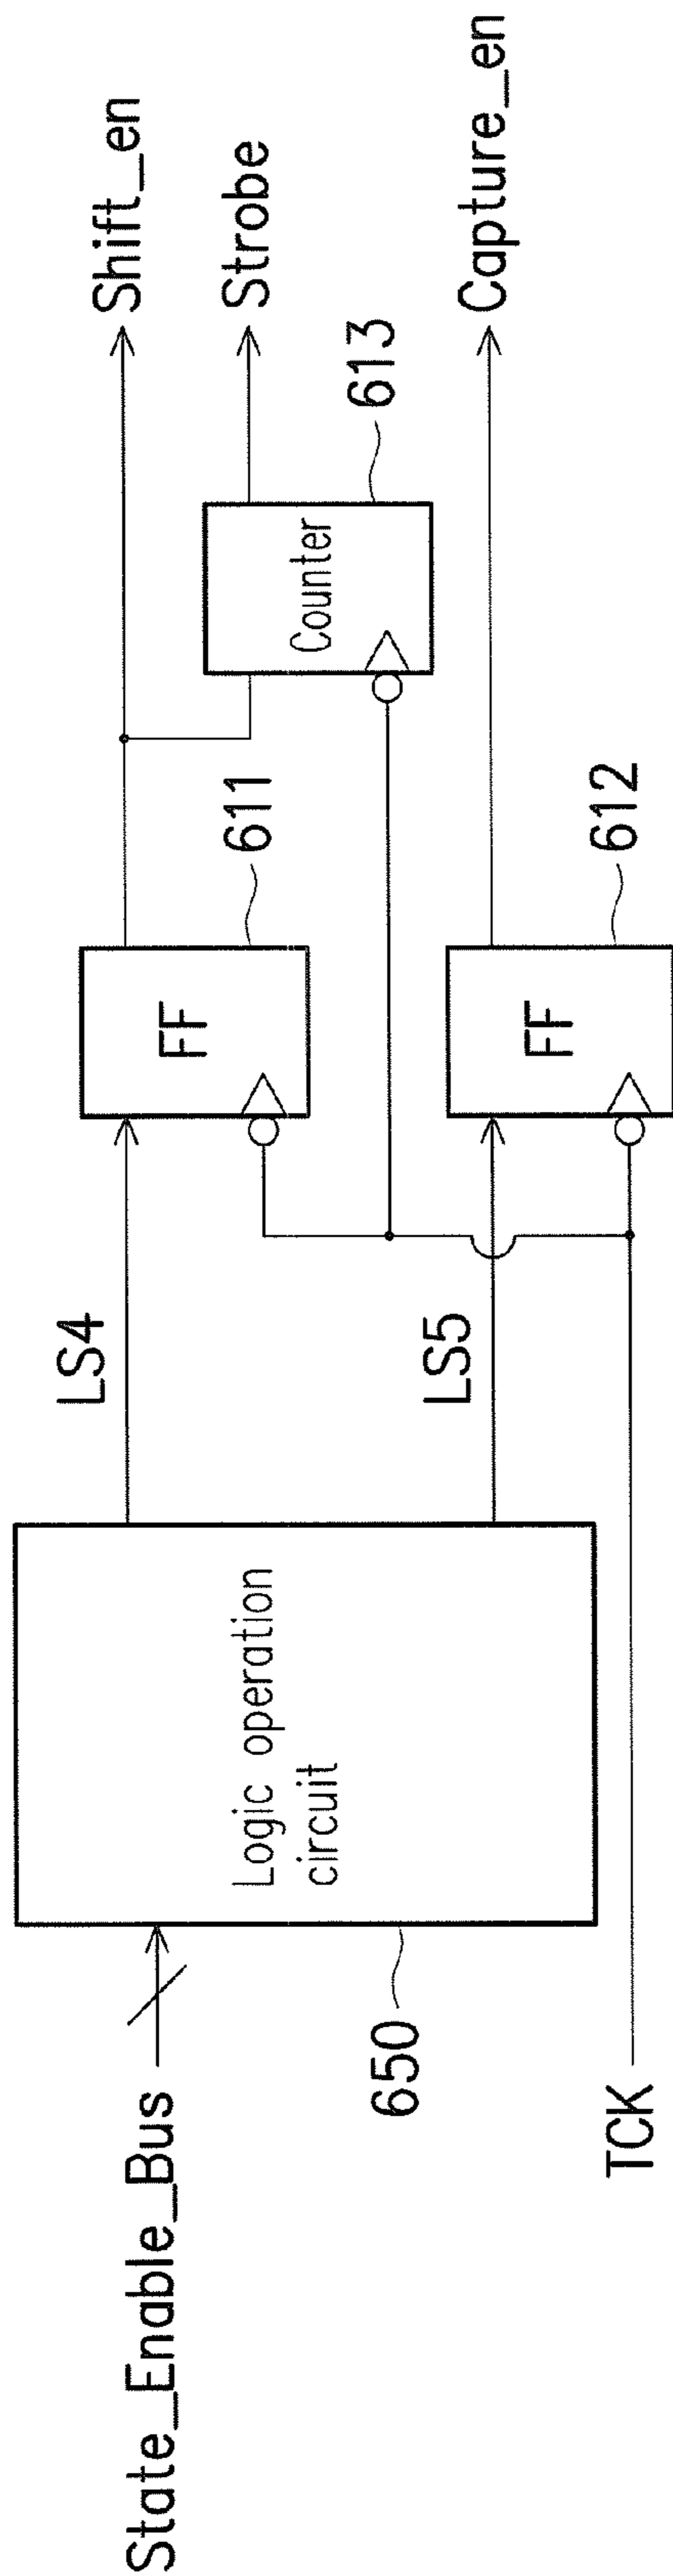 State_Enable_Bus
650
Logic operation
circuit
TCK
LS4
LS5
FF
611
FF
612
Counter
613
Shift_en
Strobe
Capture_en